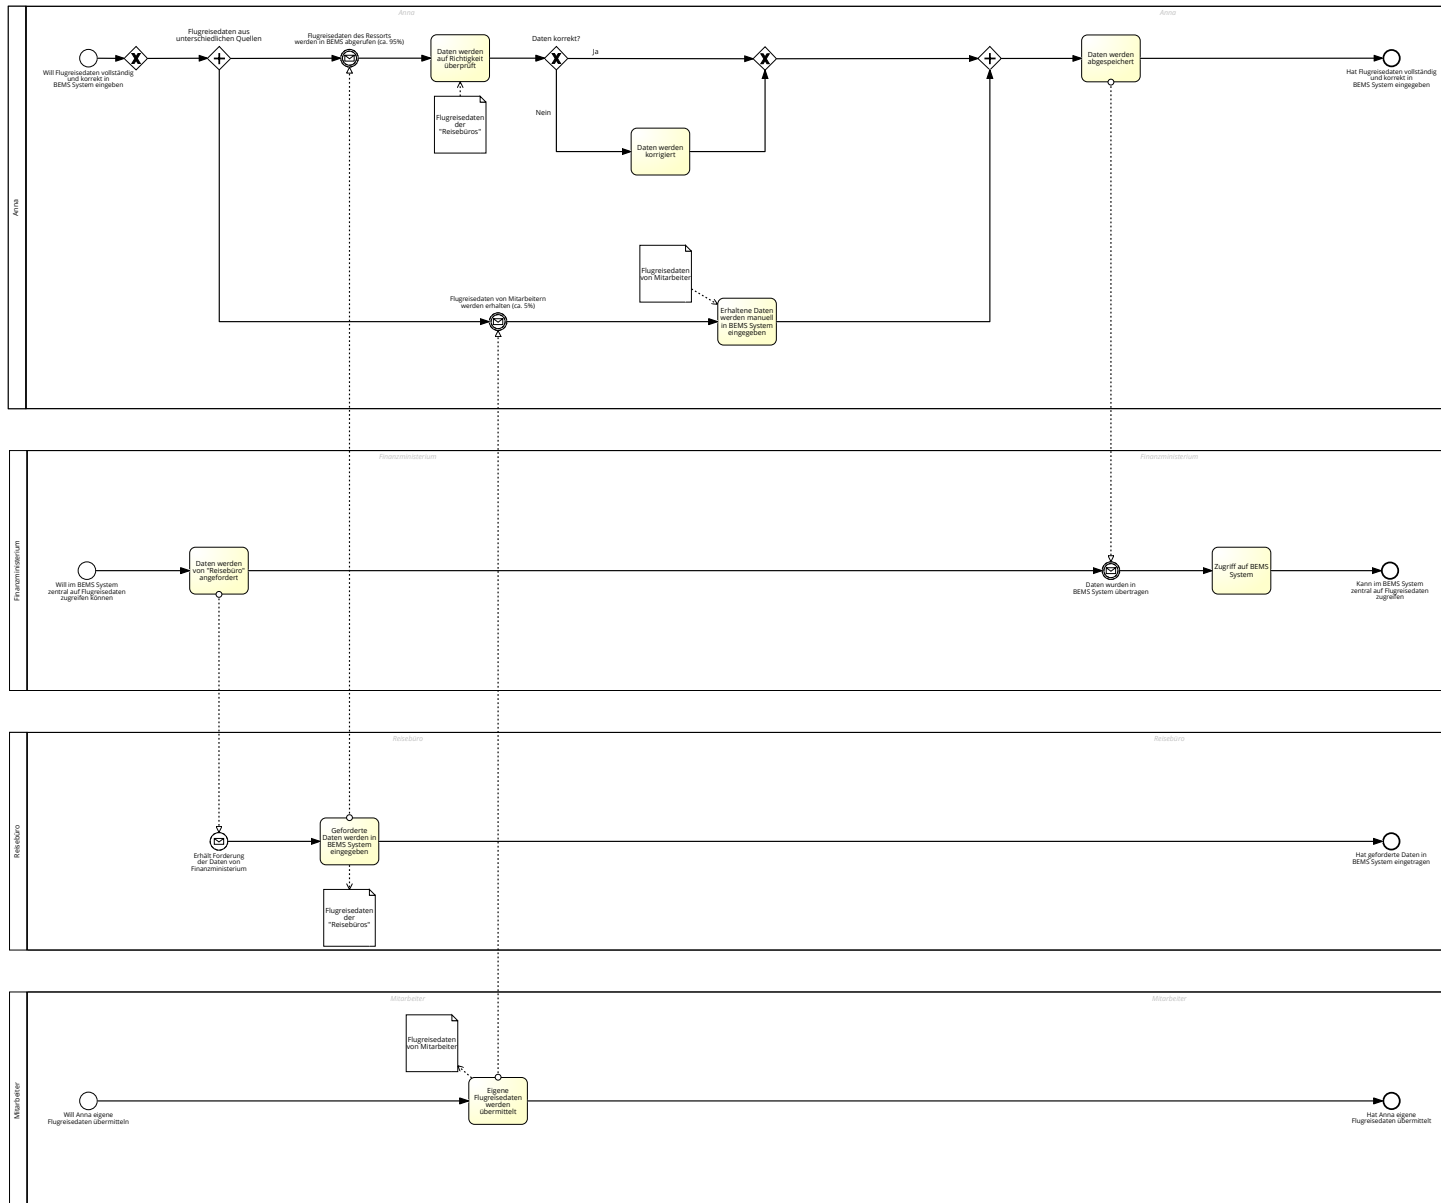 Anna
Anna
Anna
Flugreisedaten aus
unterschiedlichen Quellen
Flugreisedaten des Ressorts
werden in BEMS abgerufen (ca. 95%)
Daten werden
auf Richtigkeit
überprüft
Daten korrekt?
Ja
Nein
Daten werden
abgespeichert
Will Flugreisedaten vollständig
und korrekt in
BEMS System eingeben
Hat Flugreisedaten vollständig
und korrekt in
BEMS System eingegeben
Flugreisedaten
der
"Reisebüros"
Daten werden
korrigiert
Flugreisedaten
von Mitarbeiter
Flugreisedaten von Mitarbeitern
werden erhalten (ca. 5%)
Erhaltene Daten
werden manuell
in BEMS System
eingegeben
Finanzministerium
Finanzministerium
Finanzministerium
Daten werden
von "Reisebüro"
angefordert
Will im BEMS System
zentral auf Flugreisedaten
zugreifen können
Daten wurden in
BEMS System übertragen
Zugriff auf BEMS
System
Kann im BEMS System
zentral auf Flugreisedaten
zugreifen
Reisebüro
Reisebüro
Reisebüro
Erhält Forderung
der Daten von
Finanzministerium
Geforderte
Daten werden in
BEMS System
eingegeben
Hat geforderte Daten in
BEMS System eingetragen
Flugreisedaten
der
"Reisebüros"
Mitarbeiter
Mitarbeiter
Mitarbeiter
Flugreisedaten
von Mitarbeiter
Will Anna eigene
Flugreisedaten übermitteln
Eigene
Flugreisedaten
werden
übermittelt
Hat Anna eigene
Flugreisedaten übermittelt